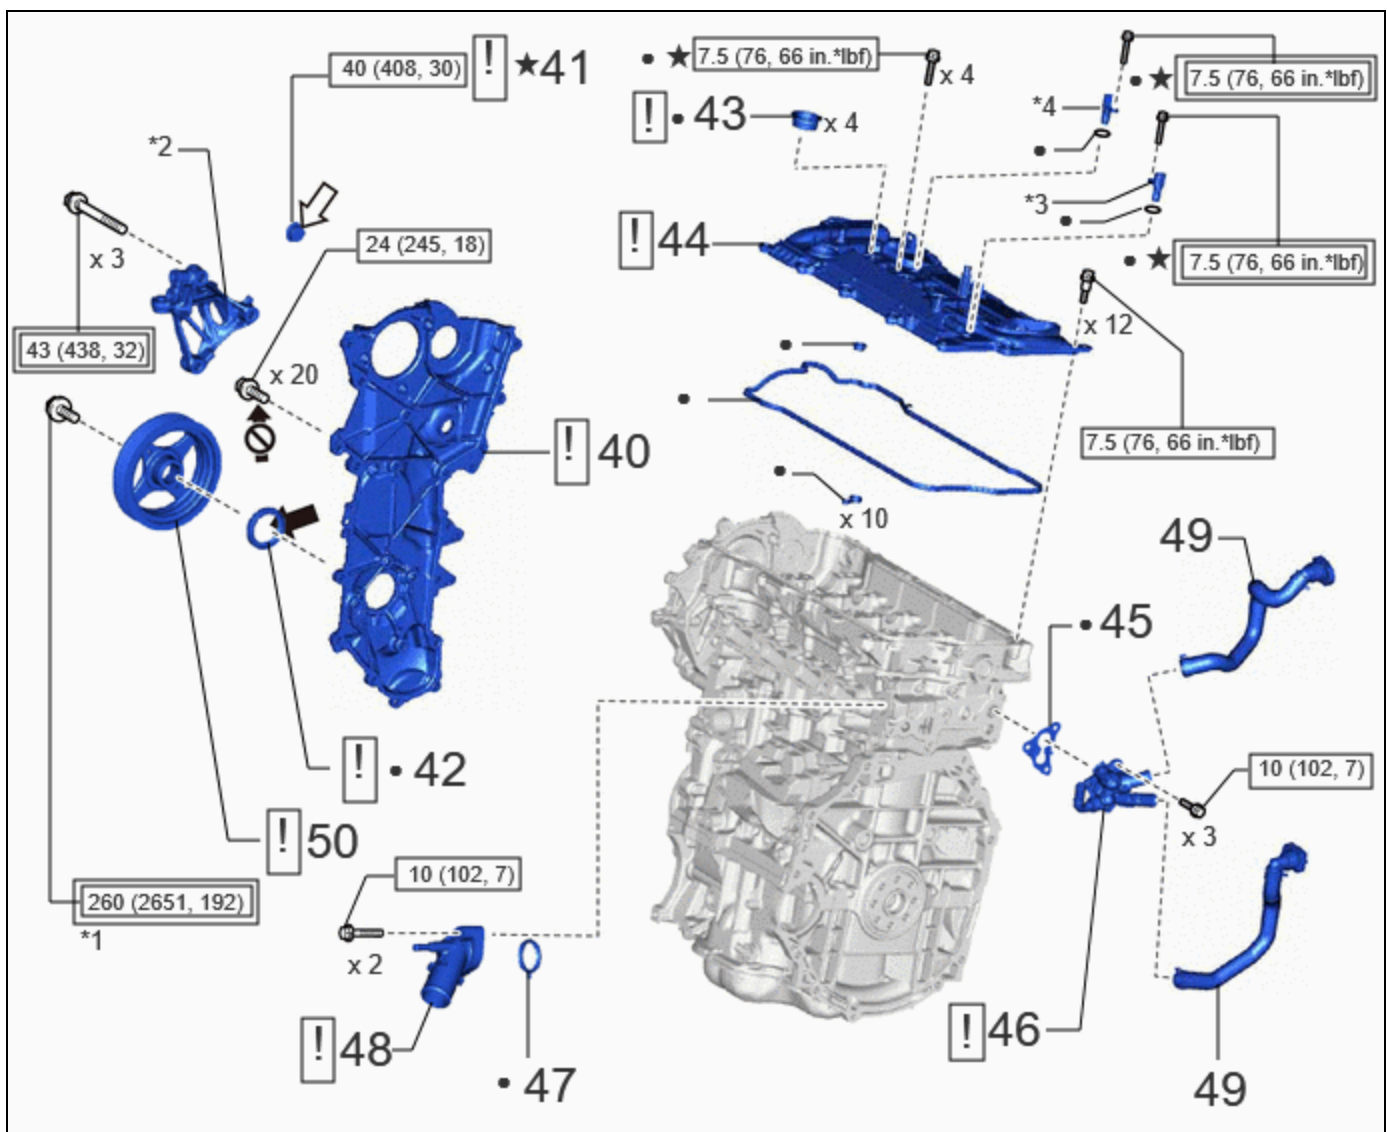 40 (408, 30)
! ★41
● ★ 7.5 (76, 66 in.*lbf)
x 4
● ★ 7.5 (76, 66 in.*lbf)
*4
! ● 43
x 4
●
*2
x 3
24 (245, 18)
! 44
*3
●
● ★ 7.5 (76, 66 in.*lbf)
x 12
43 (438, 32)
x 20
●
●
7.5 (76, 66 in.*lbf)
! 40
●
x 10
49
● 45
! ● 42
10 (102, 7)
x 3
! 50
10 (102, 7)
260 (2651, 192)
*1
x 2
! 48
● 47
! 46
49